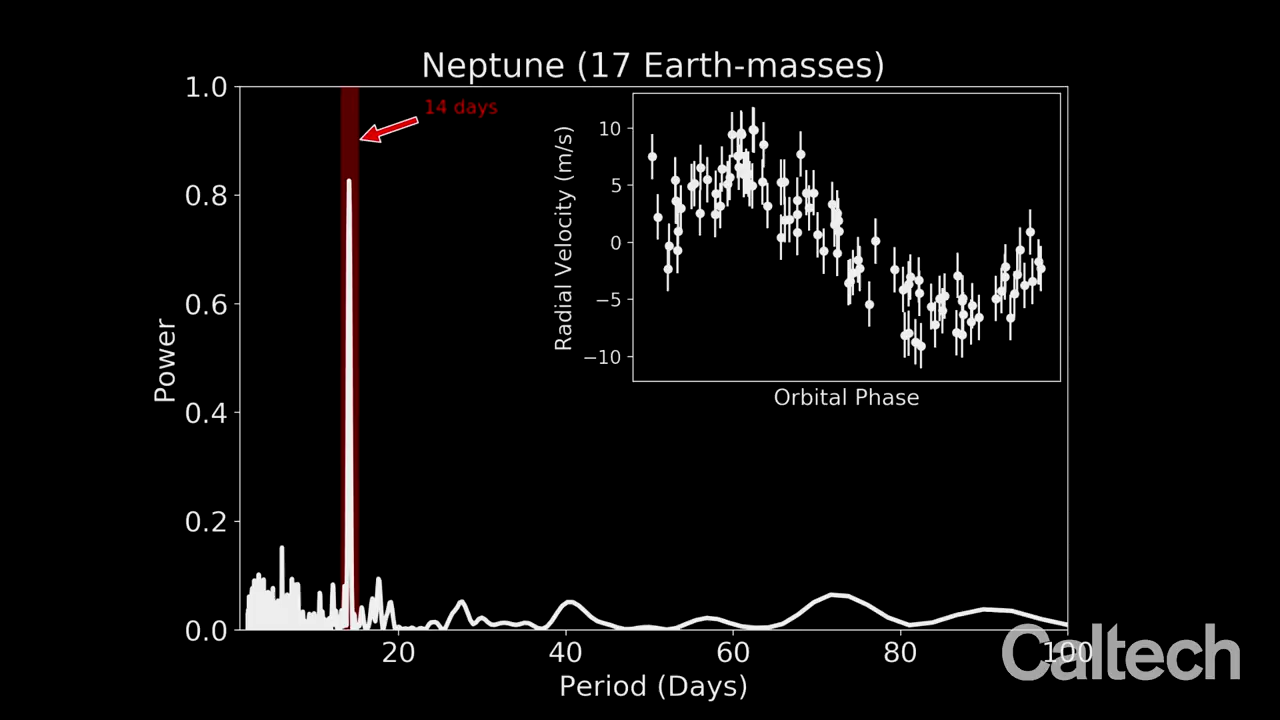 Neptune (17 Earth-masses)
1.0
0.8
0.6
0.4
0.2
0.0
Power
14 days
10
5
0
−5
−10
Radial Velocity (m/s)
Orbital Phase
20
40
60
80
100
Period (Days)
Caltech